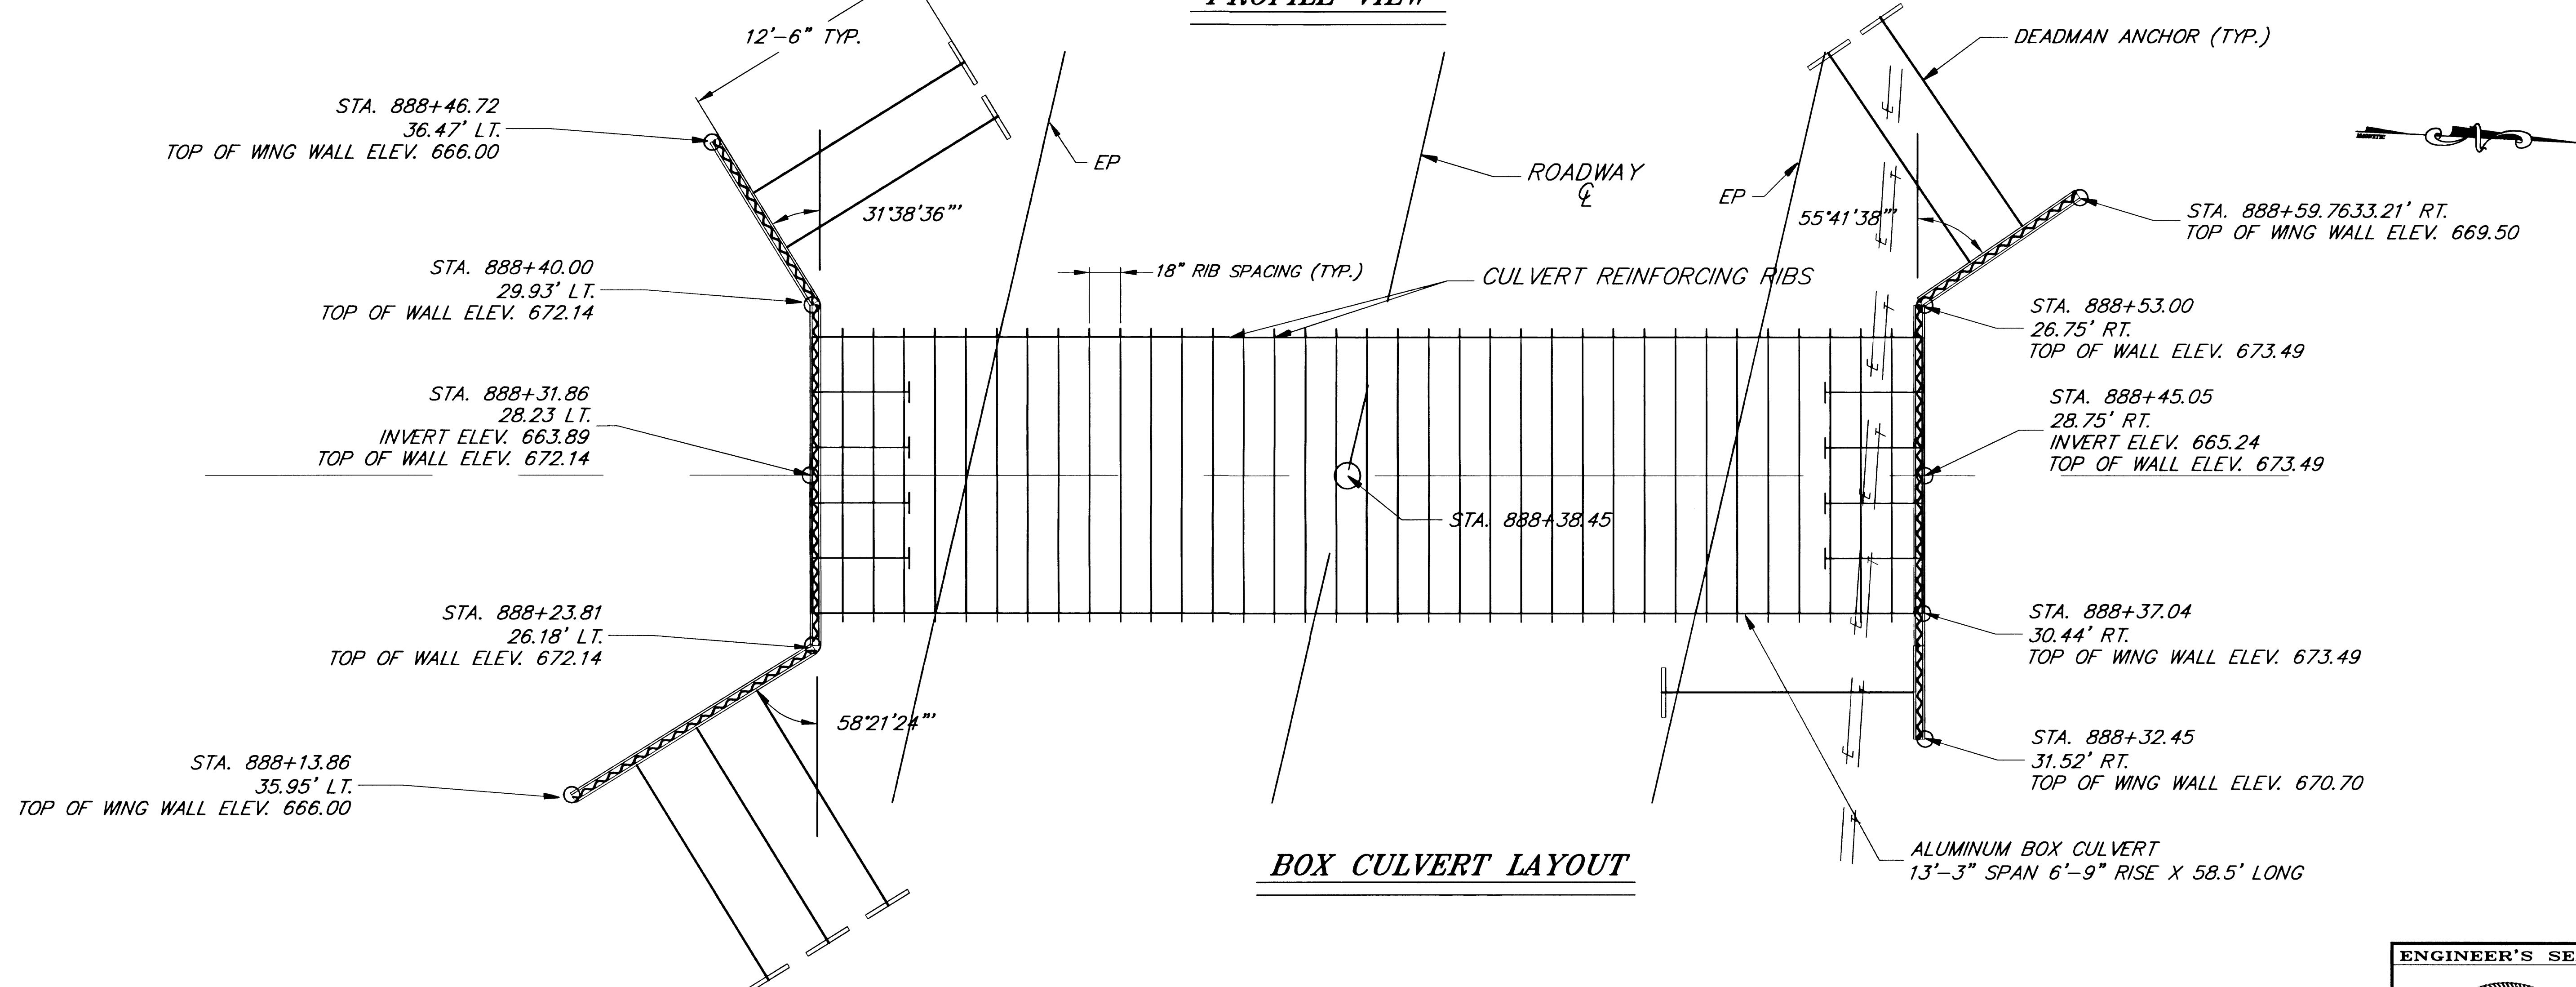 PROFILE VIEW
12'-6" TYP.
DEADMAN ANCHOR (TYP.)
STA. 888+46.72
36.47' LT.
TOP OF WING WALL ELEV. 666.00
EP
ROADWAY
℄
EP
31°38'36"'
55°41'38"'
STA. 888+59.7633.21' RT.
TOP OF WING WALL ELEV. 669.50
STA. 888+40.00
29.93' LT.
TOP OF WALL ELEV. 672.14
18" RIB SPACING (TYP.)
CULVERT REINFORCING RIBS
STA. 888+53.00
26.75' RT.
TOP OF WALL ELEV. 673.49
STA. 888+31.86
28.23 LT.
INVERT ELEV. 663.89
TOP OF WALL ELEV. 672.14
STA. 888+45.05
28.75' RT.
INVERT ELEV. 665.24
TOP OF WALL ELEV. 673.49
STA. 888+38.45
STA. 888+23.81
26.18' LT.
TOP OF WALL ELEV. 672.14
STA. 888+37.04
30.44' RT.
TOP OF WING WALL ELEV. 673.49
58°21'24"'
STA. 888+13.86
35.95' LT.
TOP OF WING WALL ELEV. 666.00
STA. 888+32.45
31.52' RT.
TOP OF WING WALL ELEV. 670.70
BOX CULVERT LAYOUT
ALUMINUM BOX CULVERT
13'-3" SPAN 6'-9" RISE X 58.5' LONG
ENGINEER'S SE